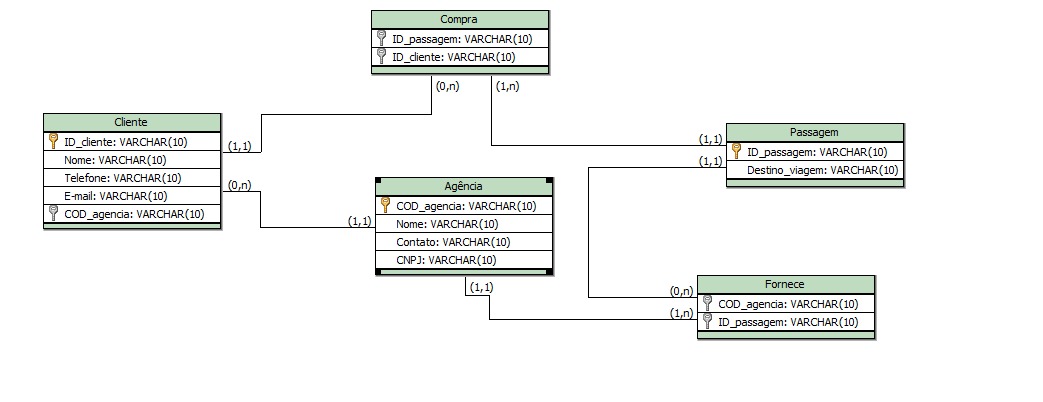 Compra
ID_passagem: VARCHAR(10)
ID_cliente: VARCHAR(10)
(0,n)
(1,n)
Cliente
ID_cliente: VARCHAR(10)
Nome: VARCHAR(10)
Telefone: VARCHAR(10)
E-mail: VARCHAR(10)
COD_agencia: VARCHAR(10)
(1,1)
(0,n)
(1,1)
Agência
COD_agencia: VARCHAR(10)
Nome: VARCHAR(10)
Contato: VARCHAR(10)
CNPJ: VARCHAR(10)
(1,1)
(1,1)
(1,1)
Passagem
ID_passagem: VARCHAR(10)
Destino_viagem: VARCHAR(10)
(0,n)
(1,n)
Fornece
COD_agencia: VARCHAR(10)
ID_passagem: VARCHAR(10)